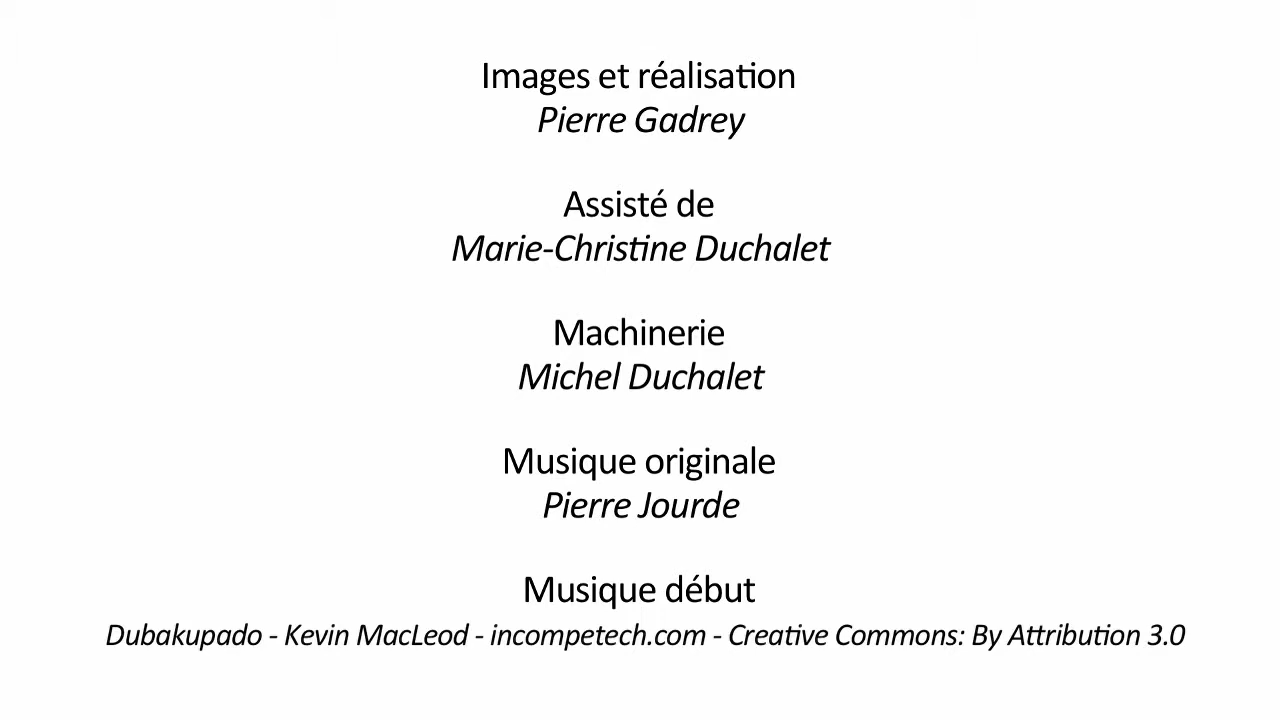 Images et réalisation
Pierre Gadrey
Assisté de
Marie-Christine Duchalet
Machinerie
Michel Duchalet
Musique originale
Pierre Jourde
Musique début
Dubakupado - Kevin MacLeod - incompetech.com - Creative Commons: By Attribution 3.0